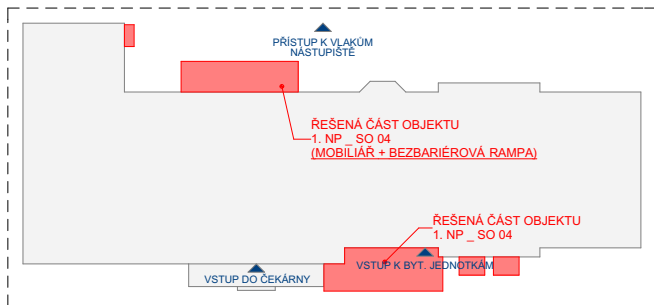 PŘÍSTUP K VLAKŮM
NÁSTUPIŠTĚ
ŘEŠENÁ ČÁST OBJEKTU
1. NP _ SO 04
(MOBILIÁŘ + BEZBARIÉROVÁ RAMPA)
ŘEŠENÁ ČÁST OBJEKTU
1. NP _ SO 04
VSTUP K BYT. JEDNOTKÁM
VSTUP DO ČEKÁRNY